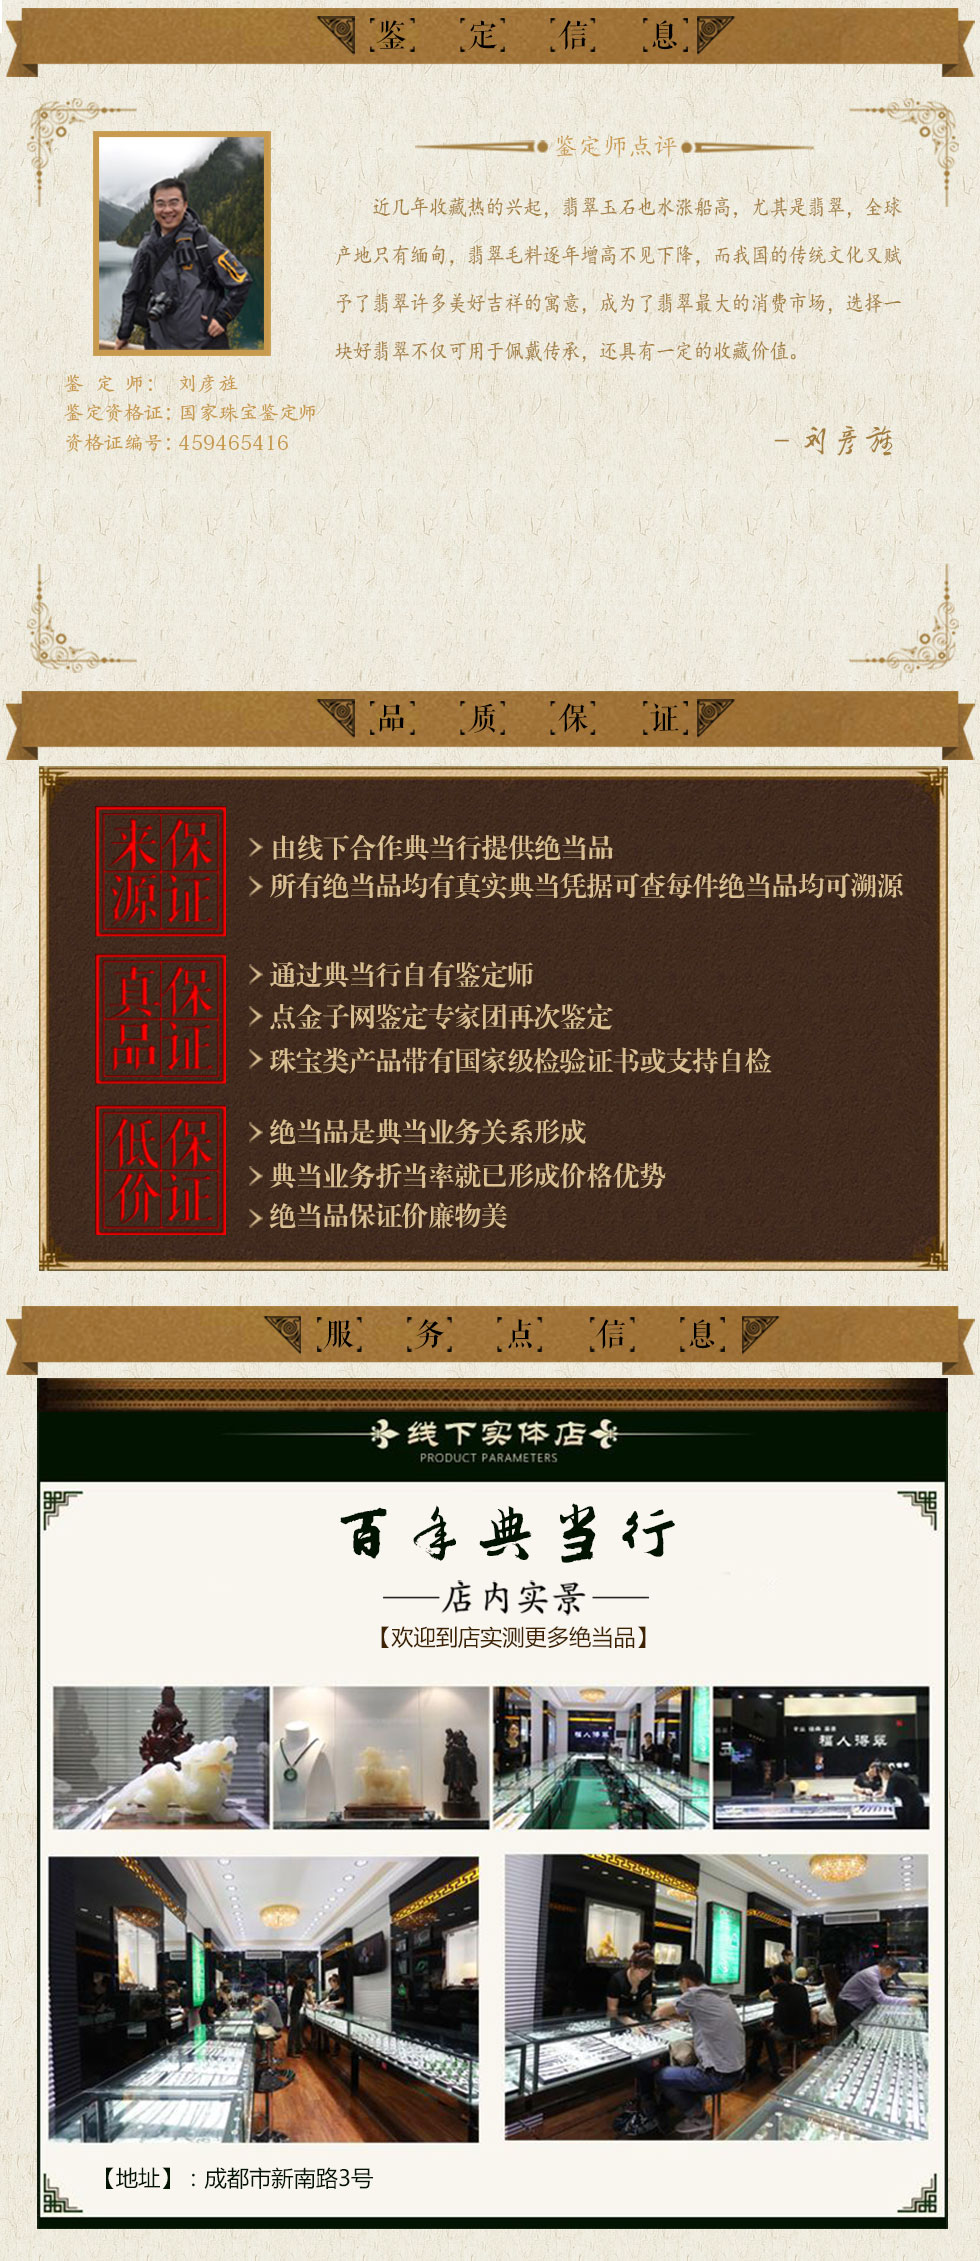 鉴定信息
鉴定师点评
近几年收藏热的兴起，翡翠玉石也水涨船高，尤其是翡翠，全球
产地只有缅甸，翡翠毛料逐年增高不见下降，而我国的传统文化又赋
予了翡翠许多美好吉祥的寓意，成为了翡翠最大的消费市场，选择一
块好翡翠不仅可用于佩戴传承，还具有一定的收藏价值。
鉴 定 师： 刘彦旌
鉴定资格证：国家珠宝鉴定师
资格证编号：459465416
- 刘彦旌
品质保证
来源保证
由线下合作典当行提供绝当品
所有绝当品均有真实典当凭据可查每件绝当品均可溯源
真品保证
通过典当行自有鉴定师
点金子网鉴定专家团再次鉴定
珠宝类产品带有国家级检验证书或支持自检
低价保证
绝当品是典当业务关系形成
典当业务折当率就已形成价格优势
绝当品保证价廉物美
服务点信息
线下实体店
PRODUCT PARAMETERS
百年典当行
店内实景
【欢迎到店实测更多绝当品】
福人得翠
【地址】：成都市新南路3号